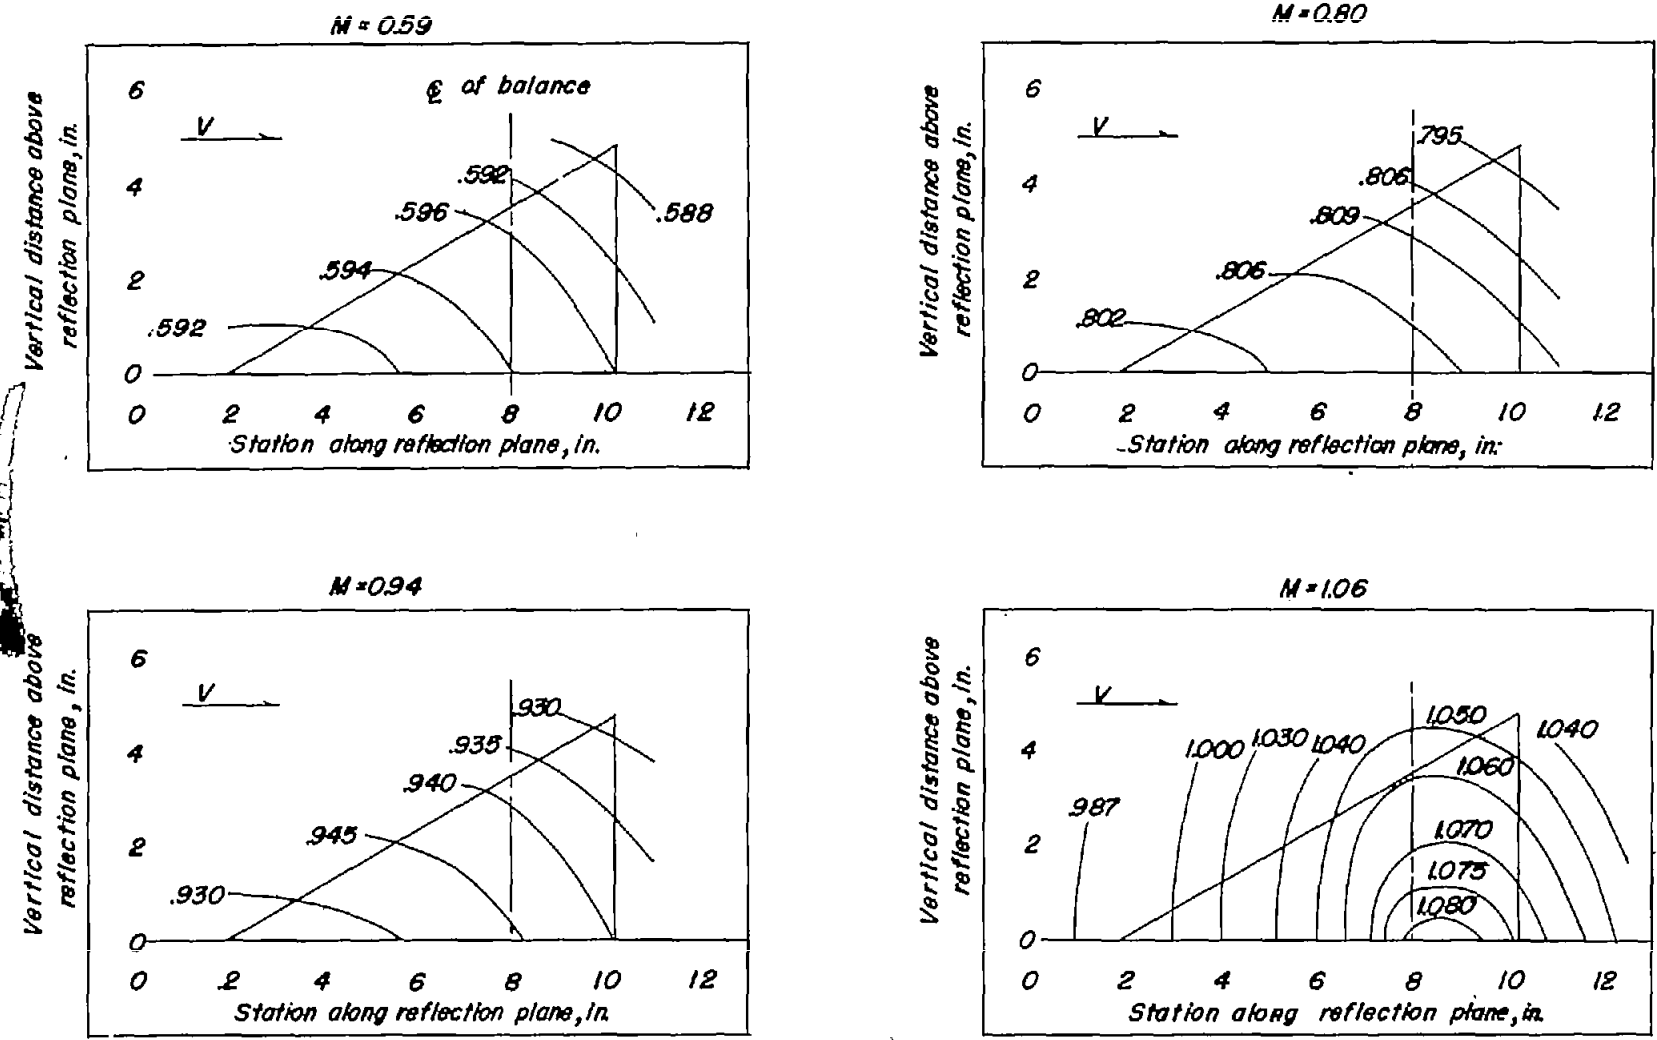 M = 0.59
Vertical distance above
reflection plane, in.
6
4
2
0
℄ of balance
V
.592
.596
.588
.594
.592
0 2 4 6 8 10 12
Station along reflection plane, in.
M = 0.80
Vertical distance above
reflection plane, in.
6
4
2
0
V
.795
.806
.809
.806
.802
0 2 4 6 8 10 12
Station along reflection plane, in.
M = 0.94
Vertical distance above
reflection plane, in.
6
4
2
0
V
.930
.935
.940
.945
.930
0 2 4 6 8 10 12
Station along reflection plane, in.
M = 1.06
Vertical distance above
reflection plane, in.
6
4
2
0
V
1.050
1.000 1.030 1.040 1.040
1.060
.987
1.070
1.075
1.080
0 2 4 6 8 10 12
Station along reflection plane, in.